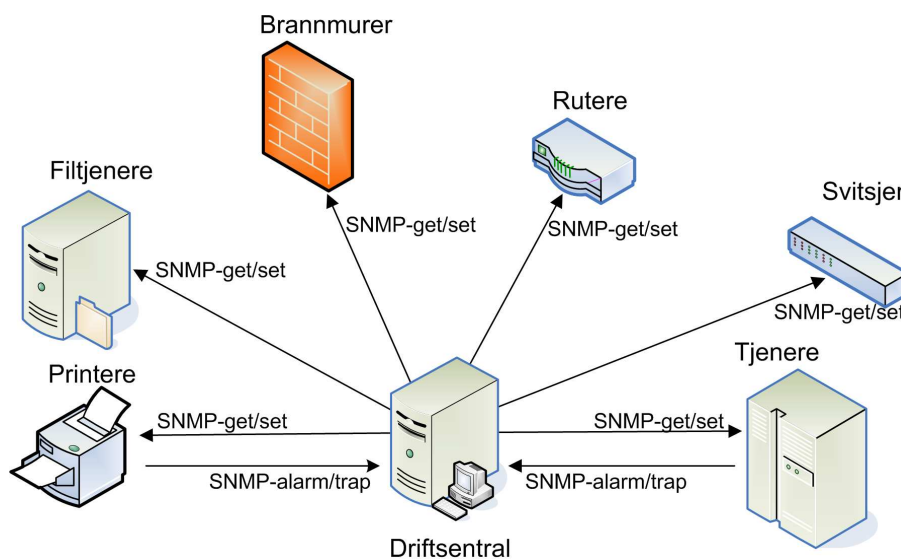 Brannmurer
Rutere
Filtjenere
Svitsjer
SNMP-get/set
SNMP-get/set
SNMP-get/set
SNMP-get/set
Printere
Tjenere
SNMP-get/set
SNMP-get/set
SNMP-alarm/trap
SNMP-alarm/trap
Driftsentral